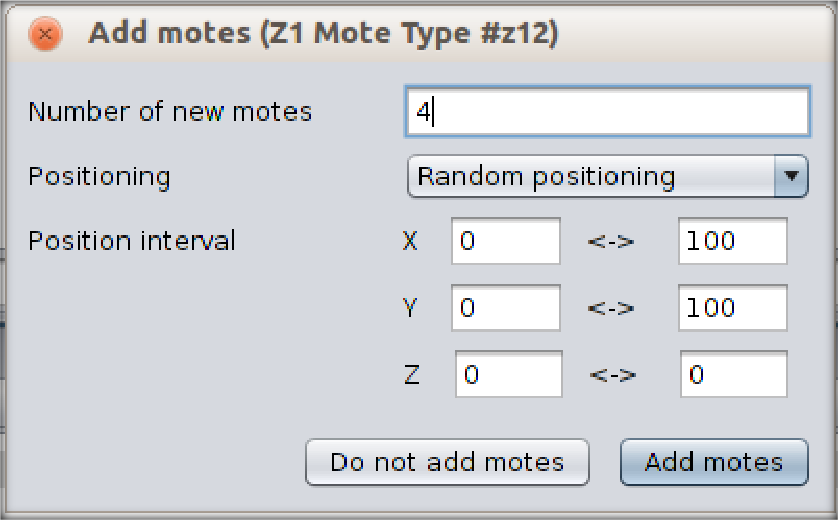 Add motes (Z1 Mote Type #z12)
Number of new motes 4
Positioning Random positioning
Position interval X 0 <-> 100
Y 0 <-> 100
Z 0 <-> 0
Do not add motes Add motes